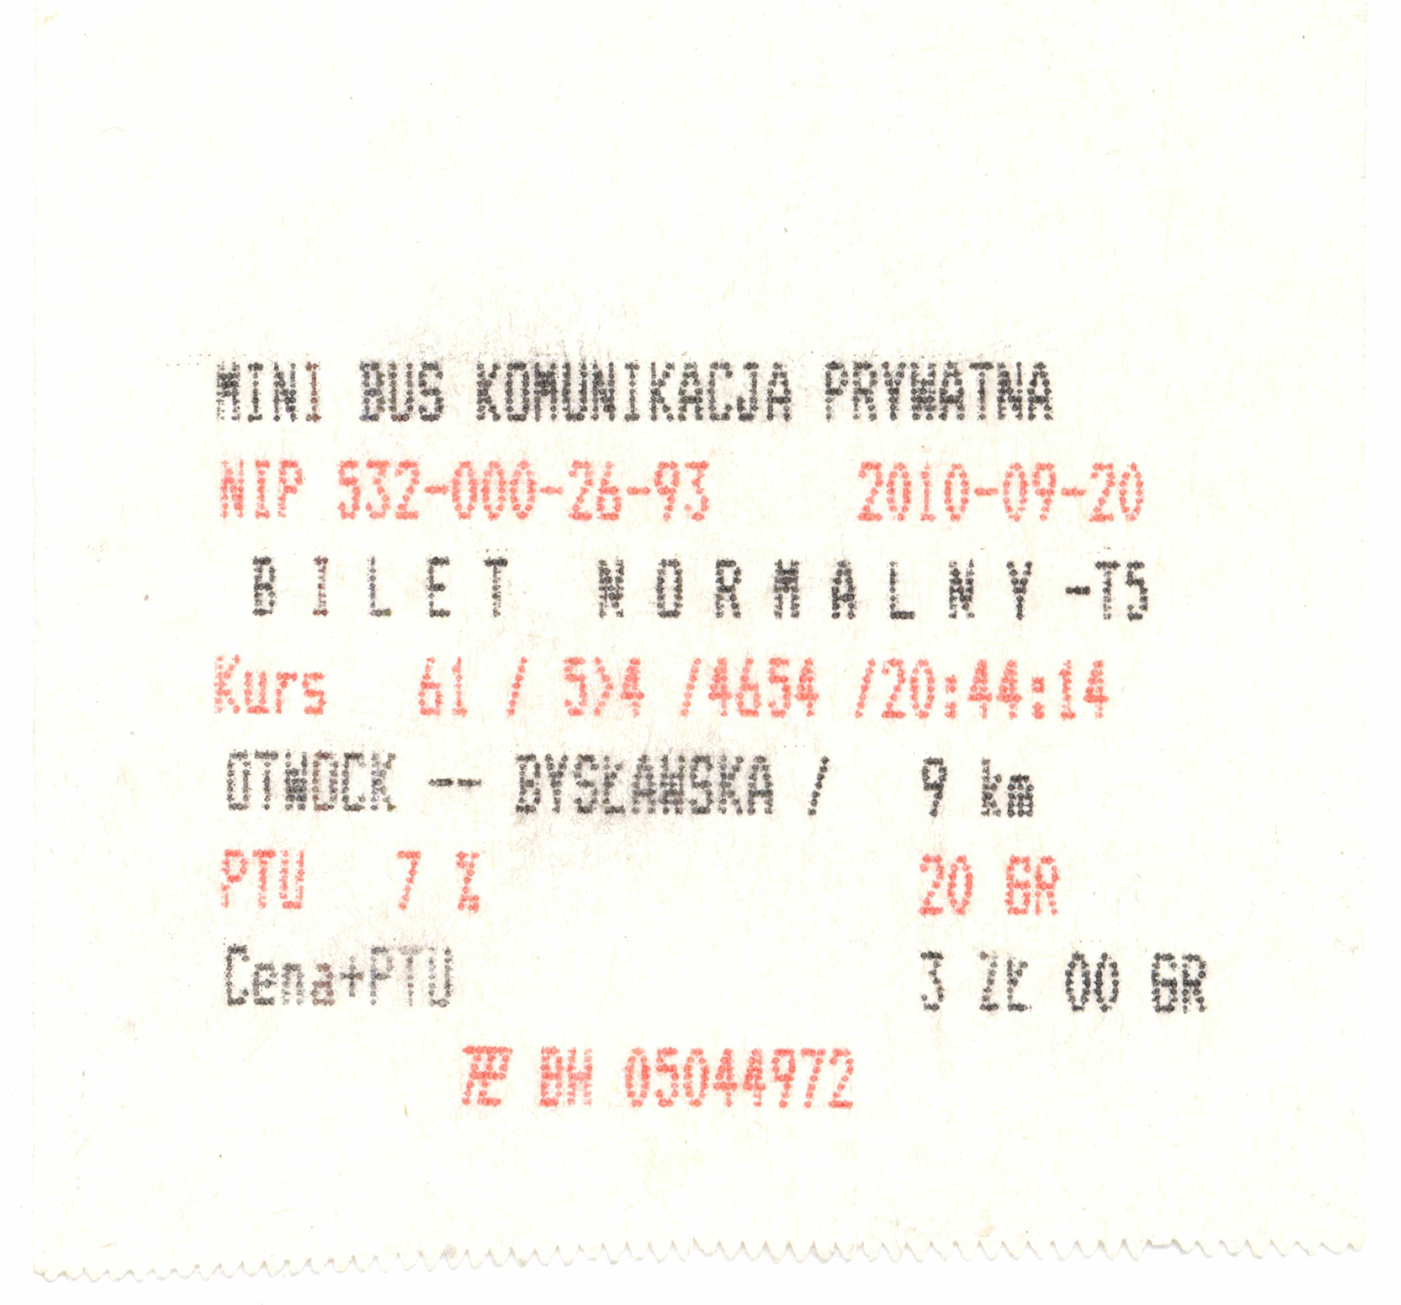 MINI BUS KOMUNIKACJA PRYWATNA
NIP 532-000-26-93 2010-09-20
BILET NORMALNY-T5
Kurs 61 / 5>4 /4654 /20:44:14
OTWOCK -- BYSŁAWSKA / 9 km
PTU 7 % 20 GR
Cena+PTU 3 ZŁ 00 GR
BH 05044972